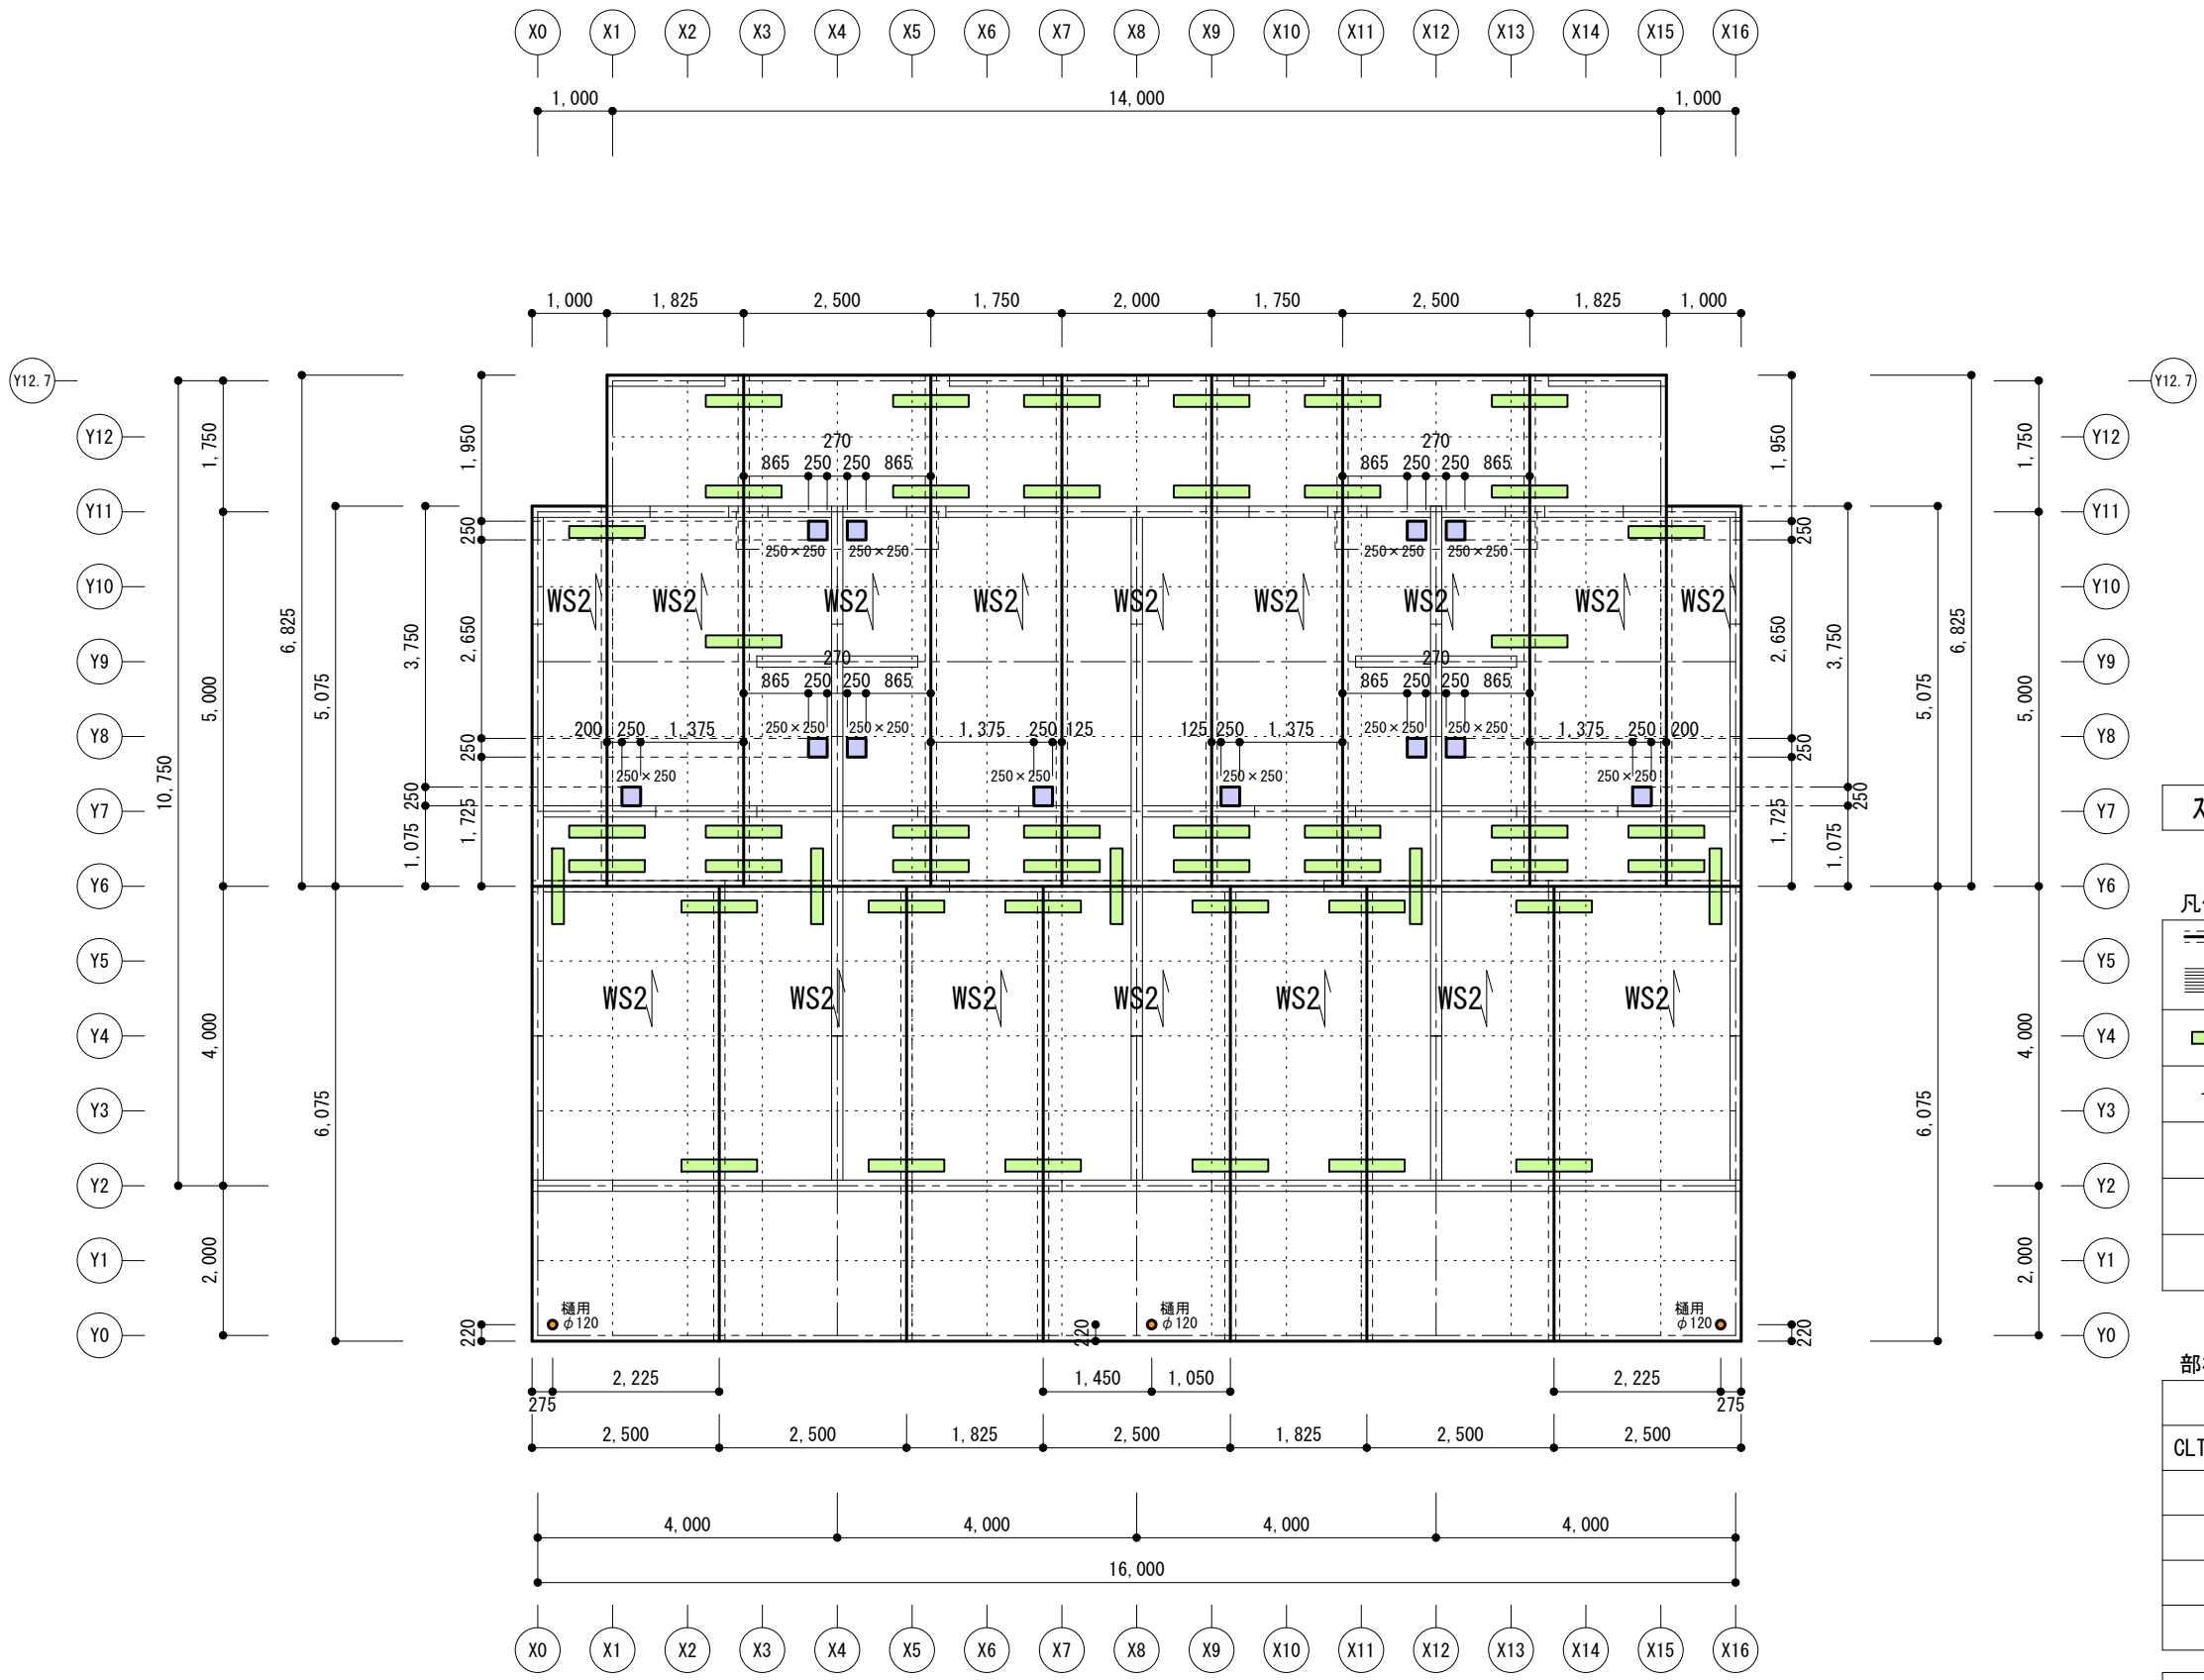 X0 X1 X2 X3 X4 X5 X6 X7 X8 X9 X10 X11 X12 X13 X14 X15 X16
1,000 14,000 1,000
1,000 1,825 2,500 1,750 2,000 1,750 2,500 1,825 1,000
Y12.7 Y12.7
Y12 Y12
Y11 Y11
Y10 Y10
Y9 Y9
Y8 Y8
Y7 Y7
Y6 Y6
Y5 Y5
Y4 Y4
Y3 Y3
Y2 Y2
Y1 Y1
Y0 Y0
10,750
1,750 5,000 4,000 2,000
6,825
5,075 6,075
3,750 250 1,075
1,950 250 2,650 250 1,725
220
270 270
865 250 250 865 865 250 250 865
250×250 250×250 250×250 250×250
WS2 WS2 WS2 WS2 WS2 WS2 WS2 WS2 WS2
270 270
865 250 250 865 865 250 250 865
250×250 250×250 250×250 250×250
200 250 1,375 1,375 250 125 125 250 1,375 1,375 250 200
250×250 250×250 250×250 250×250
WS2 WS2 WS2 WS2 WS2 WS2 WS2
樋用 樋用 樋用
φ120 φ120 φ120
220
1,950 250 2,650 250 1,725
220
3,750 250 1,075
5,075 6,075
6,825
1,750 5,000 4,000 2,000
2,225 1,450 1,050 2,225
275 275
2,500 2,500 1,825 2,500 1,825 2,500 2,500
4,000 4,000 4,000 4,000
16,000
X0 X1 X2 X3 X4 X5 X6 X7 X8 X9 X10 X11 X12 X13 X14 X15 X16
凡
部
CLT